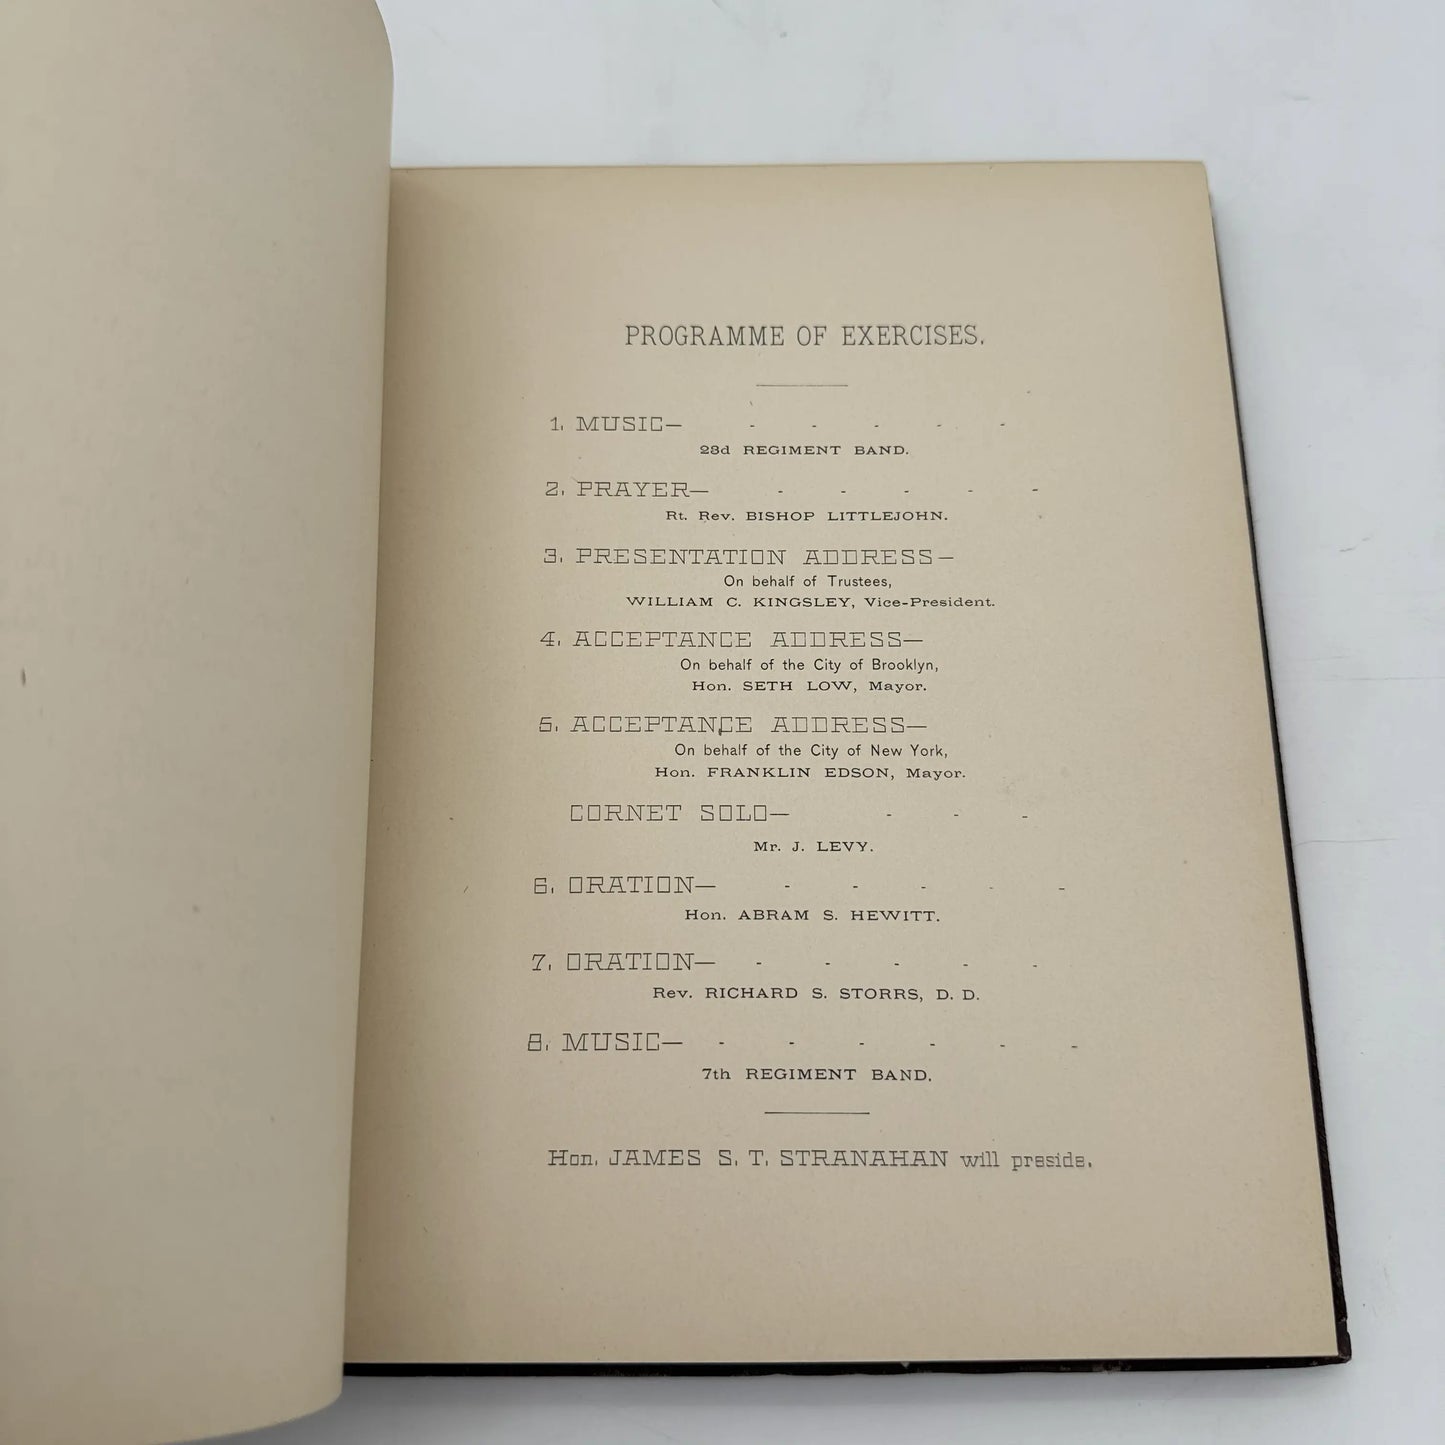 PROGRAMME OF EXERCISES.
1. MUSIC— - - - - -
23d REGIMENT BAND.
2. PRAYER— - - - - -
Rt. Rev. BISHOP LITTLEJOHN.
3. PRESENTATION ADDRESS—
On behalf of Trustees,
WILLIAM C. KINGSLEY, Vice-President.
4. ACCEPTANCE ADDRESS—
On behalf of the City of Brooklyn,
Hon. SETH LOW, Mayor.
5. ACCEPTANCE ADDRESS—
On behalf of the City of New York,
Hon. FRANKLIN EDSON, Mayor.
CORNET SOLO— - - -
Mr. J. LEVY.
6. ORATION— - - - - -
Hon. ABRAM S. HEWITT.
7. ORATION— - - - - -
Rev. RICHARD S. STORRS, D. D.
8. MUSIC— - - - - - -
7th REGIMENT BAND.
Hon. JAMES S. T. STRANAHAN will preside.